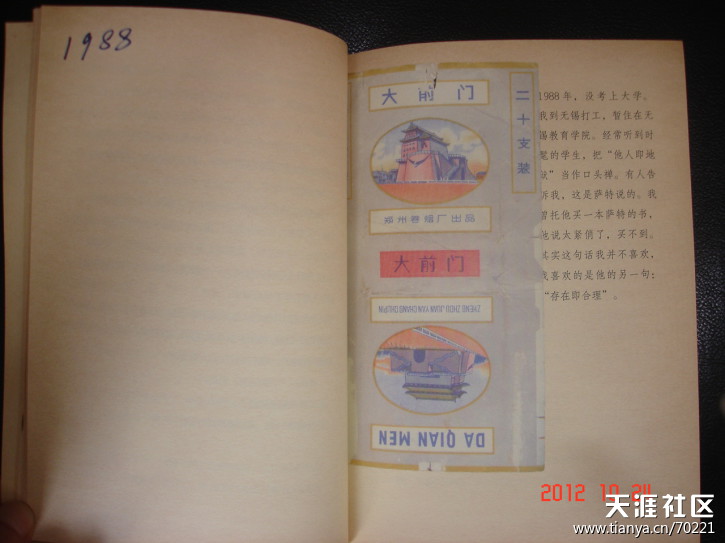 1988
大前门
二十支装
郑州卷烟厂出品
大前门
ZHENG ZHOU JUAN YAN CHANG CHUPIN
DA QIAN MEN
1988年，没考上大学。
我到无锡打工，暂住在无
锡教育学院。经常听到时
髦的学生，把“他人即地
狱”当作口头禅。有人告
诉我，这是萨特说的。我
曾托他买一本萨特的书，
他说太紧俏了，买不到。
其实这句话我并不喜欢，
我喜欢的是他的另一句：
“存在即合理”。
2012 10 24
天涯社区
www.tianya.cn/70221